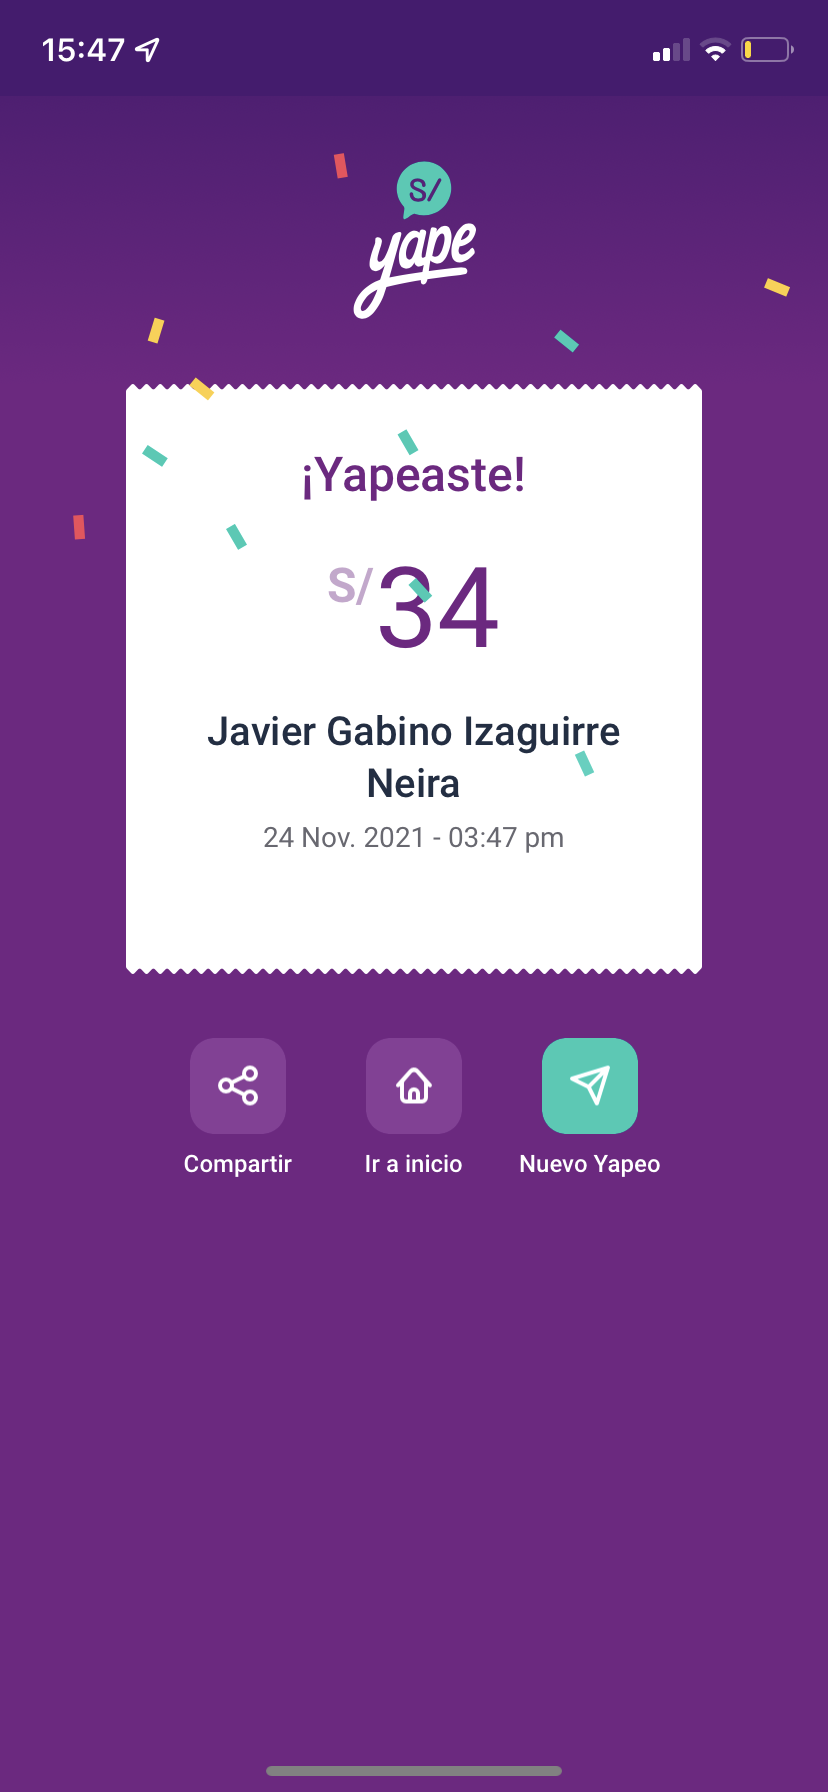 15:47
S/
yape
¡Yapeaste!
S/34
Javier Gabino Izaguirre
Neira
24 Nov. 2021 - 03:47 pm
Compartir
Ir a inicio
Nuevo Yapeo